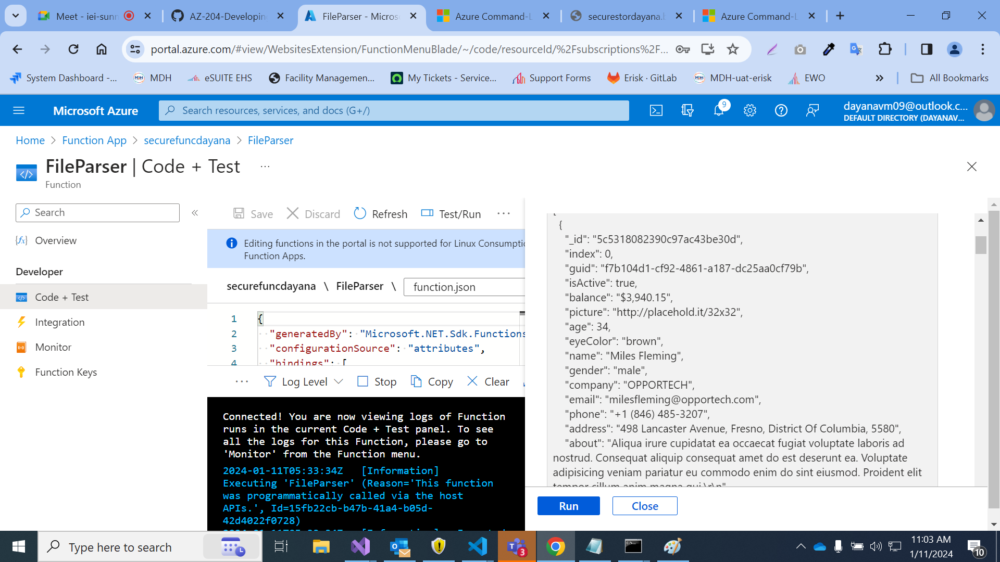 Meet - iei-sunn
AZ-204-Developing
FileParser - Micros
Azure Command-L
securestordayana.b
Azure Command-L
portal.azure.com/#view/WebsitesExtension/FunctionMenuBlade/~/code/resourceId/%2Fsubscriptions%2F...
System Dashboard -...
MDH
eSUITE EHS
Facility Managemen...
My Tickets - Service...
Support Forms
Erisk · GitLab
MDH-uat-erisk
EWO
All Bookmarks
Microsoft Azure
Search resources, services, and docs (G+/)
9
dayanavm09@outlook.c...
DEFAULT DIRECTORY (DAYANAV...
Home > Function App > securefuncdayana > FileParser
FileParser | Code + Test ...
Function
Search
Overview
Developer
Code + Test
Integration
Monitor
Function Keys
Save
Discard
Refresh
Test/Run
Editing functions in the portal is not supported for Linux Consumptio
Function Apps.
securefuncdayana \ FileParser \ function.json
1 {
2 "generatedBy": "Microsoft.NET.Sdk.Functions
3 "configurationSource": "attributes",
4 "bindings": [
Log Level
Stop
Copy
Clear
Connected! You are now viewing logs of Function
runs in the current Code + Test panel. To see
all the logs for this Function, please go to
'Monitor' from the Function menu.
2024-01-11T05:33:34Z [Information]
Executing 'FileParser' (Reason='This function
was programmatically called via the host
APIs.', Id=15fb22cb-b47b-41a4-b05d-
42d4022f0728)
[
{
"_id": "5c5318082390c97ac43be30d",
"index": 0,
"guid": "f7b104d1-cf92-4861-a187-dc25aa0cf79b",
"isActive": true,
"balance": "$3,940.15",
"picture": "http://placehold.it/32x32",
"age": 34,
"eyeColor": "brown",
"name": "Miles Fleming",
"gender": "male",
"company": "OPPORTECH",
"email": "milesfleming@opportech.com",
"phone": "+1 (846) 485-3207",
"address": "498 Lancaster Avenue, Fresno, District Of Columbia, 5580",
"about": "Aliqua irure cupidatat ea occaecat fugiat voluptate laboris ad
nostrud. Consequat aliquip consequat amet do est deserunt ea. Voluptate
adipisicing veniam pariatur eu commodo enim do sint eiusmod. Proident elit
tempor cillum anim magna qui.\r\n"
Run
Close
Type here to search
3
11:03 AM
1/11/2024
10